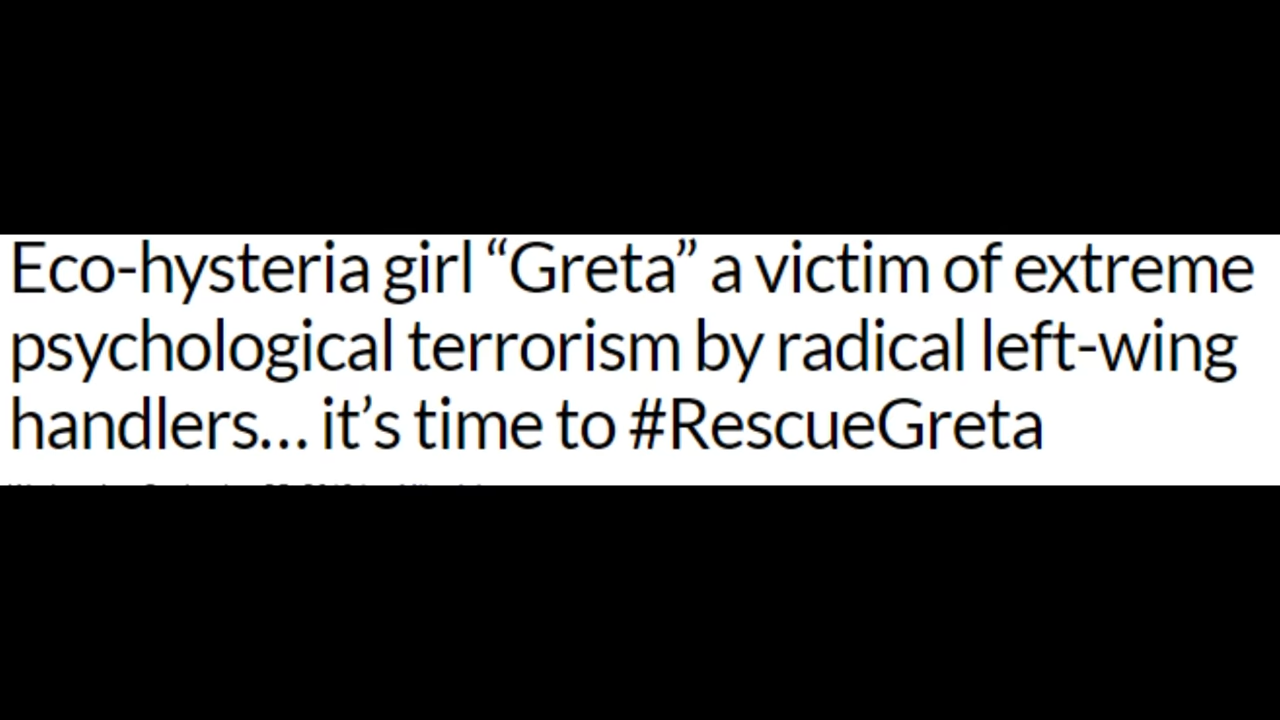 Eco-hysteria girl “Greta” a victim of extreme
psychological terrorism by radical left-wing
handlers… it’s time to #RescueGreta